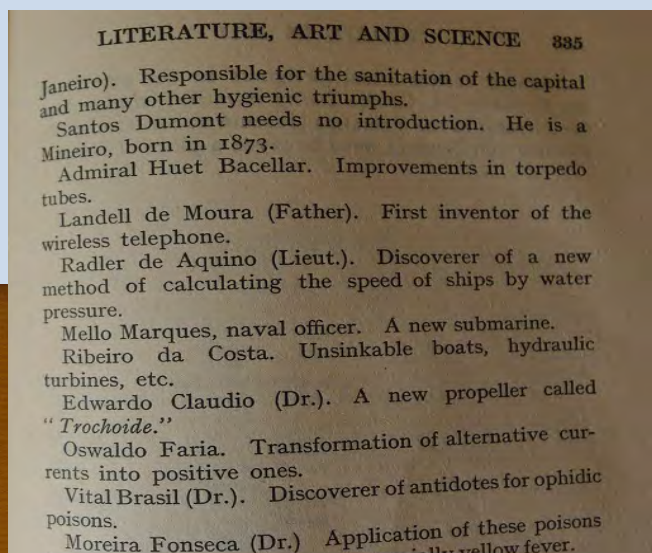 LITERATURE, ART AND SCIENCE 335
Janeiro). Responsible for the sanitation of the capital
and many other hygienic triumphs.
Santos Dumont needs no introduction. He is a
Mineiro, born in 1873.
Admiral Huet Bacellar. Improvements in torpedo
tubes.
Landell de Moura (Father). First inventor of the
wireless telephone.
Radler de Aquino (Lieut.). Discoverer of a new
method of calculating the speed of ships by water
pressure.
Mello Marques, naval officer. A new submarine.
Ribeiro da Costa. Unsinkable boats, hydraulic
turbines, etc.
Edwardo Claudio (Dr.). A new propeller called
"Trochoide."
Oswaldo Faria. Transformation of alternative cur-
rents into positive ones.
Vital Brasil (Dr.). Discoverer of antidotes for ophidic
poisons.
Moreira Fonseca (Dr.) Application of these poisons
yellow fever.